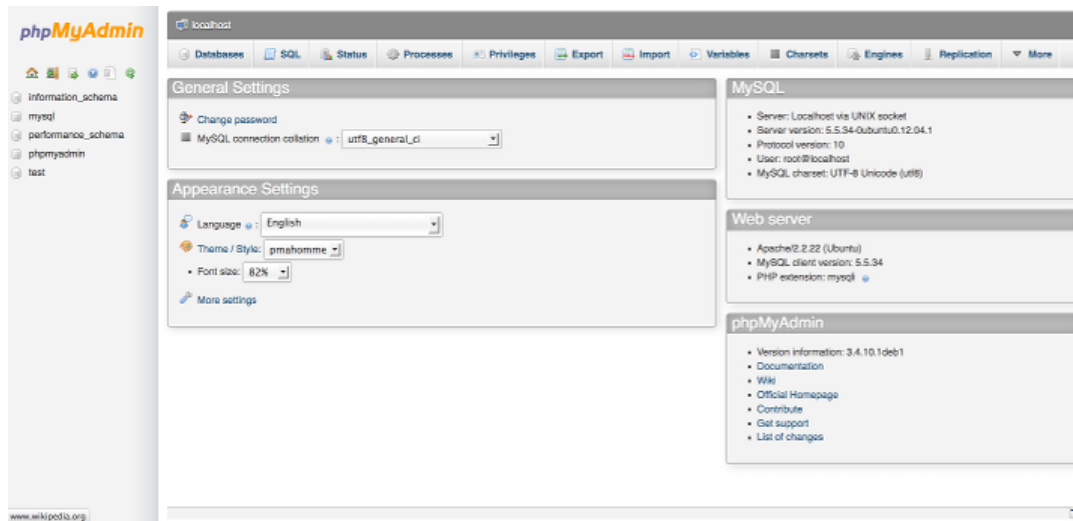 phpMyAdmin
information_schema
mysql
performance_schema
phpmyadmin
test
www.wikipedia.org
localhost
Databases SQL Status Processes Privileges Export Import Variables Charsets Engines Replication More
General Settings
Change password
MySQL connection collation : utf8_general_ci
Appearance Settings
Language : English
Theme / Style: pmahomme
• Font size: 82%
More settings
MySQL
• Server: Localhost via UNIX socket
• Server version: 5.5.34-0ubuntu0.12.04.1
• Protocol version: 10
• User: root@localhost
• MySQL charset: UTF-8 Unicode (utf8)
Web server
• Apache/2.2.22 (Ubuntu)
• MySQL client version: 5.5.34
• PHP extension: mysqli
phpMyAdmin
• Version information: 3.4.10.1deb1
• Documentation
• Wiki
• Official Homepage
• Contribute
• Get support
• List of changes